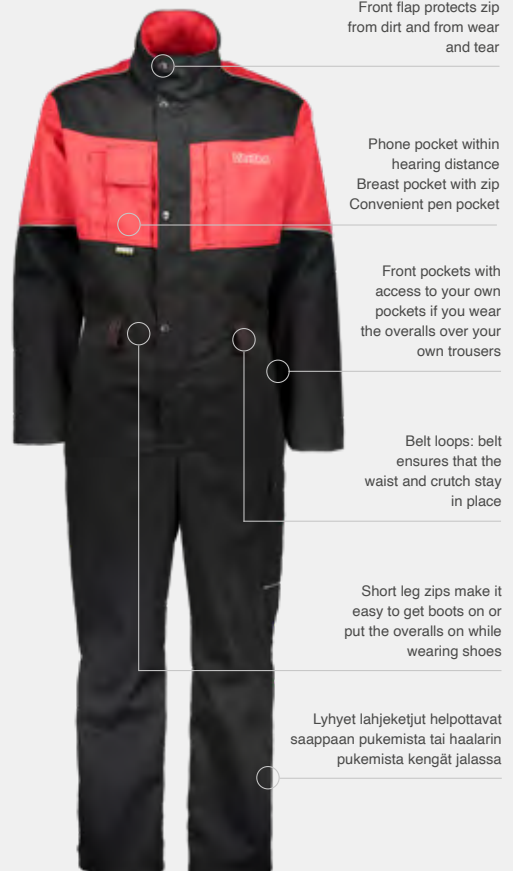 Front flap protects zip
from dirt and from wear
and tear
Phone pocket within
hearing distance
Breast pocket with zip
Convenient pen pocket
Front pockets with
access to your own
pockets if you wear
the overalls over your
own trousers
Belt loops: belt
ensures that the
waist and crutch stay
in place
Short leg zips make it
easy to get boots on or
put the overalls on while
wearing shoes
Lyhyet lahjeketjut helpottavat
saappaan pukemista tai haalarin
pukemista kengät jalassa